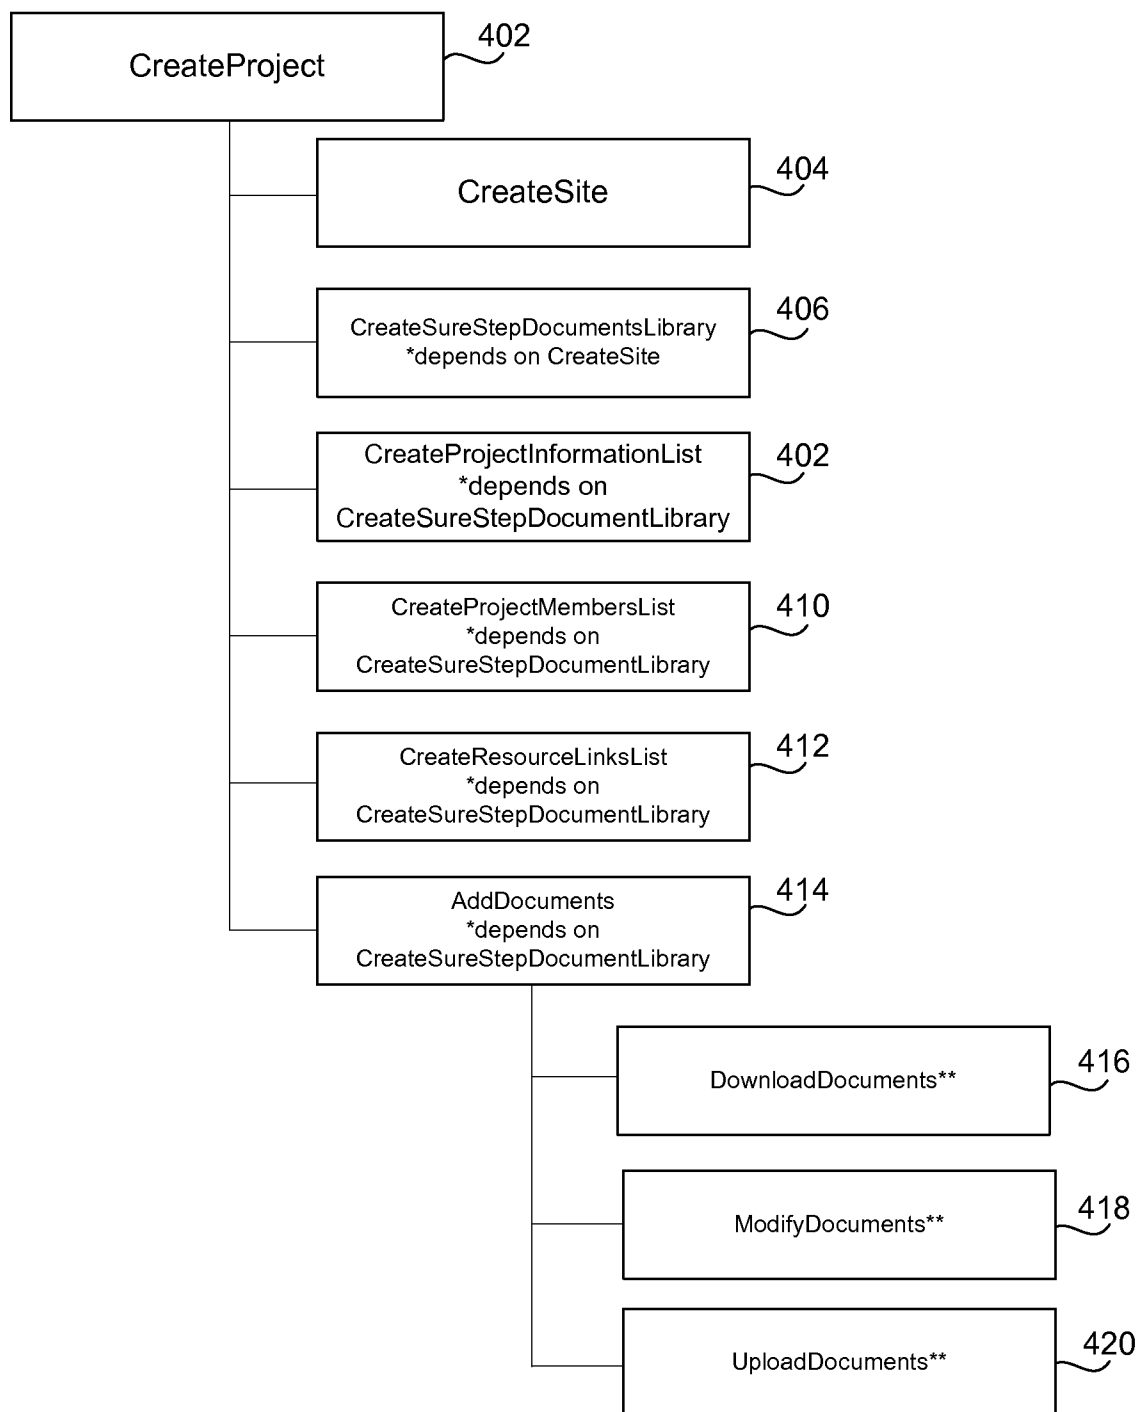 CreateProject
402
CreateSite
404
CreateSureStepDocumentsLibrary
*depends on CreateSite
406
CreateProjectInformationList
*depends on
CreateSureStepDocumentLibrary
402
CreateProjectMembersList
*depends on
CreateSureStepDocumentLibrary
410
CreateResourceLinksList
*depends on
CreateSureStepDocumentLibrary
412
AddDocuments
*depends on
CreateSureStepDocumentLibrary
414
DownloadDocuments**
416
ModifyDocuments**
418
UploadDocuments**
420